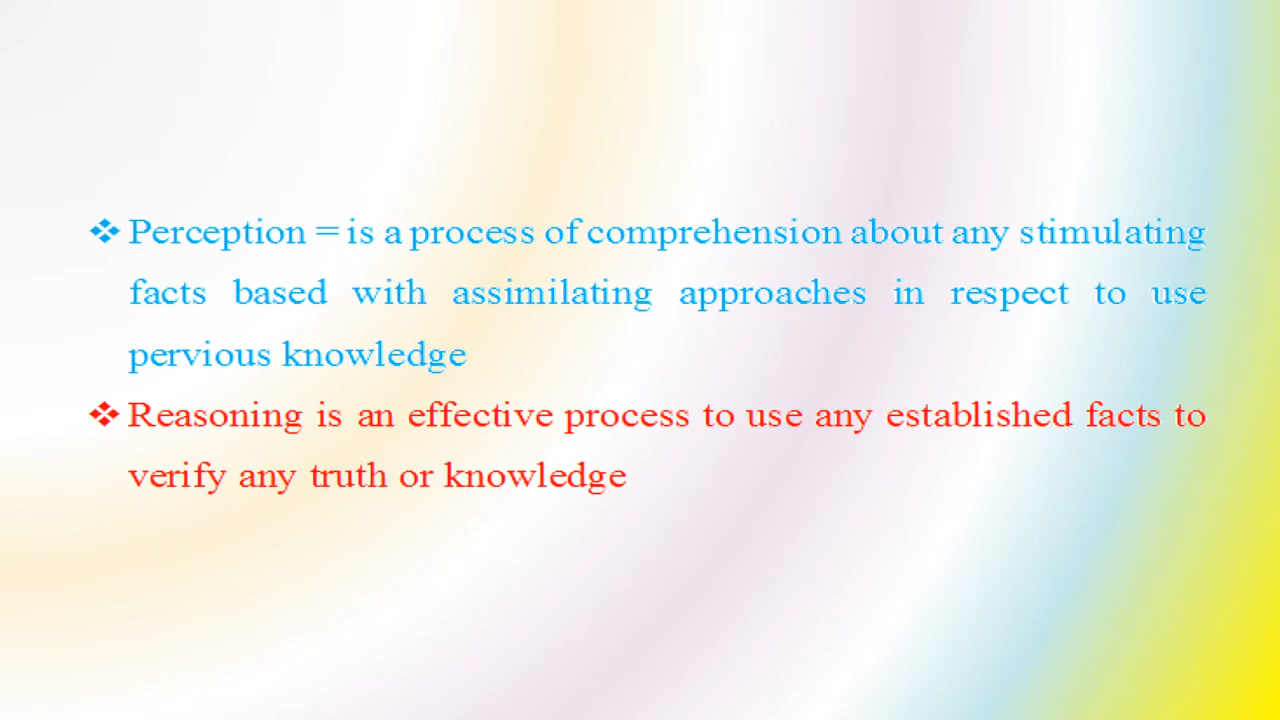 ❖ Perception = is a process of comprehension about any stimulating
facts based with assimilating approaches in respect to use
pervious knowledge
❖ Reasoning is an effective process to use any established facts to
verify any truth or knowledge